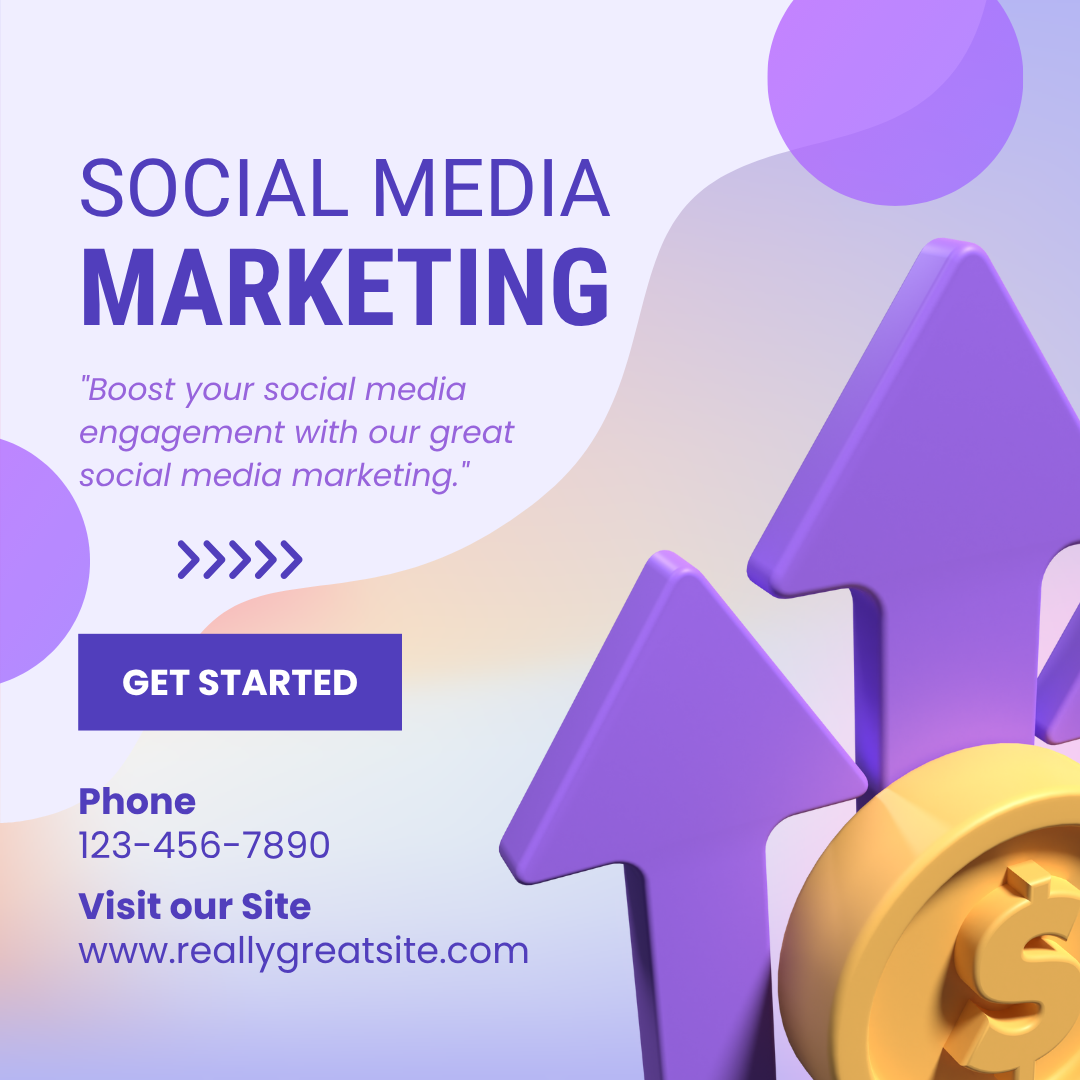 SOCIAL MEDIA
MARKETING
"Boost your social media
engagement with our great
social media marketing."
GET STARTED
Phone
123-456-7890
Visit our Site
www.reallygreatsite.com
$